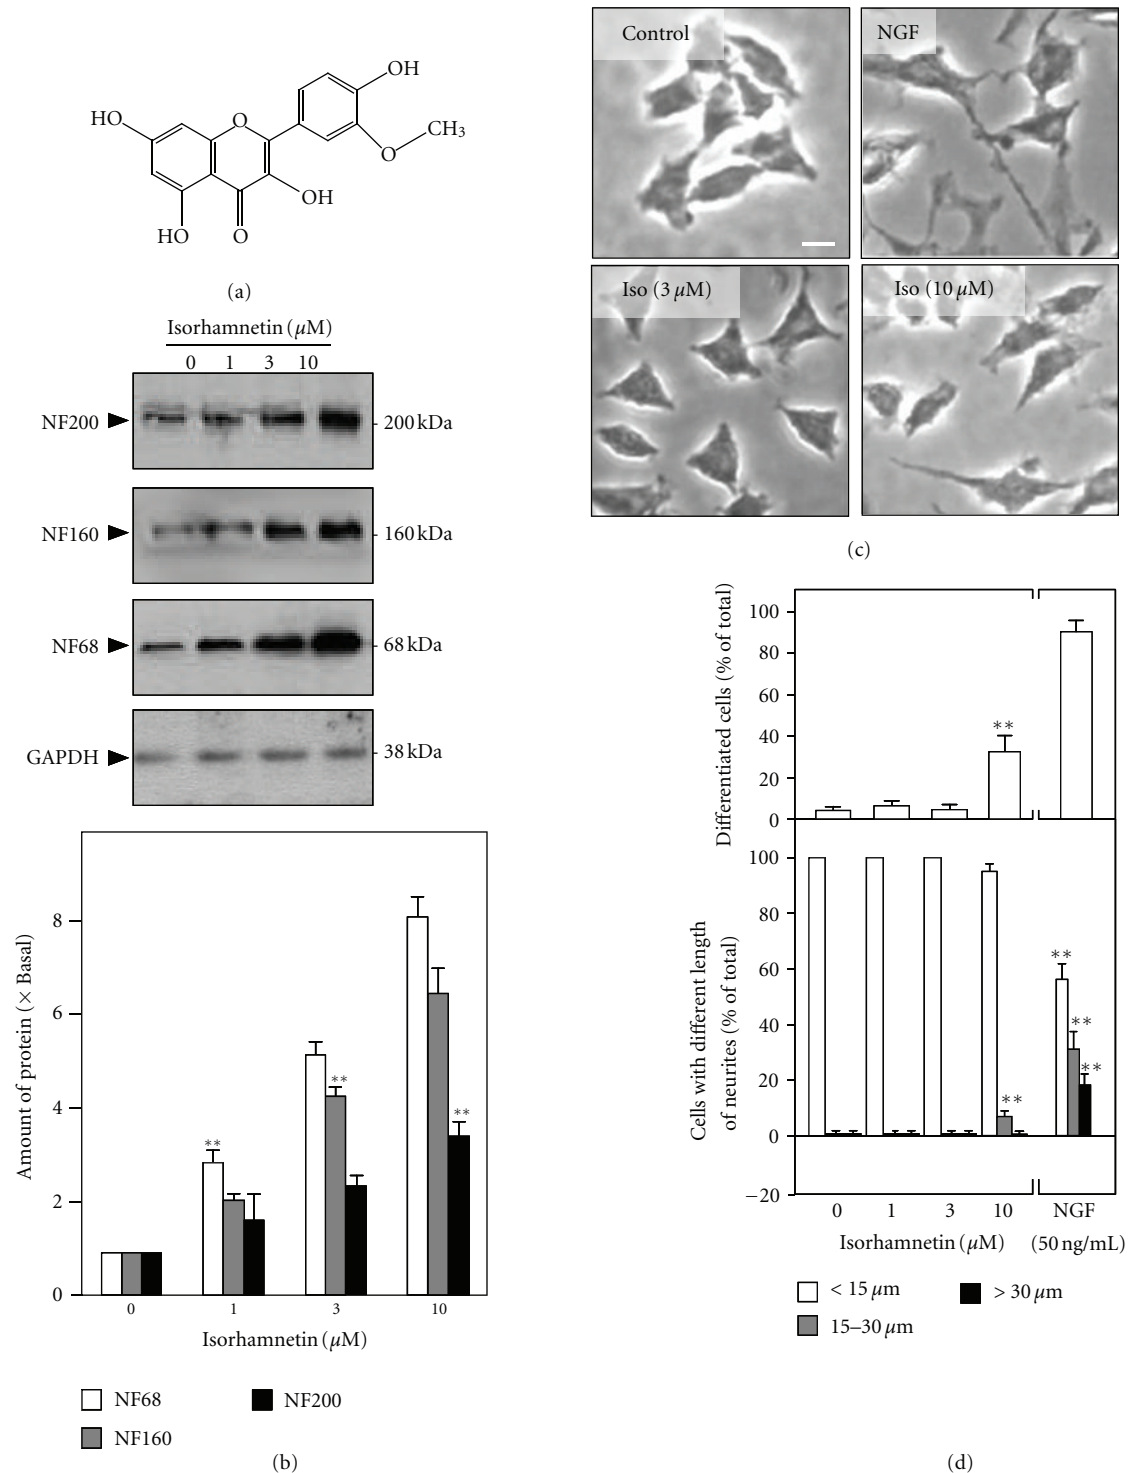 OH
HO
O
CH3
O
OH
HO
O
(a)
Isorhamnetin (μM)
0 1 3 10
NF200 200 kDa
NF160 160 kDa
NF68 68 kDa
GAPDH 38 kDa
Amount of protein (× Basal)
8
6
4
2
0
**
**
**
0 1 3 10
Isorhamnetin (μM)
NF68 NF200
NF160
(b)
Control NGF
Iso (3 μM) Iso (10 μM)
(c)
Differentiated cells (% of total)
100
80
60
40
20
0
**
Cells with different length
of neurites (% of total)
100
80
60
40
20
0
−20
**
**
**
**
0 1 3 10 NGF
Isorhamnetin (μM) (50 ng/mL)
< 15 μm > 30 μm
15–30 μm
(d)